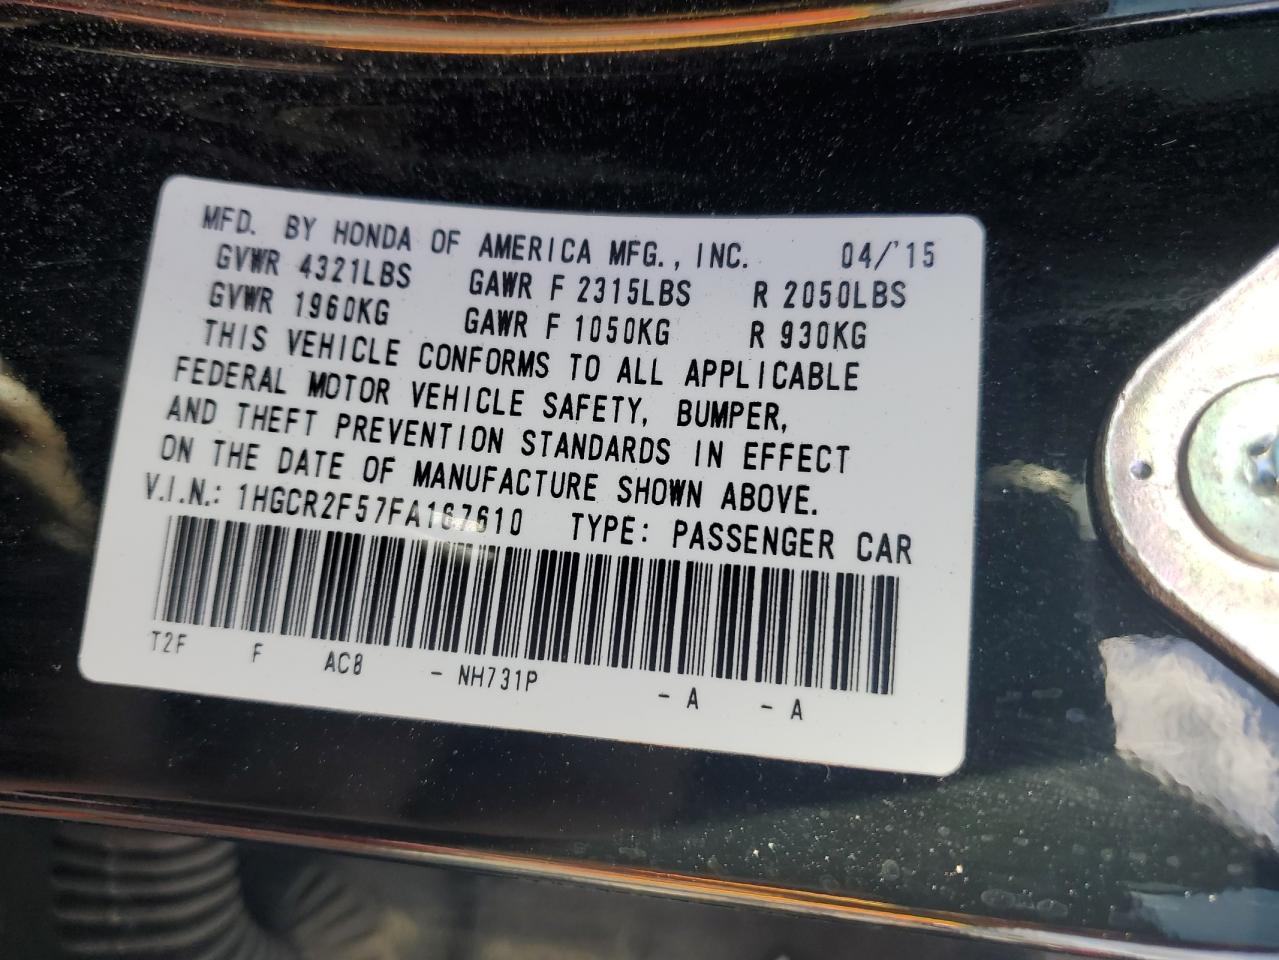 MFD. BY HONDA OF AMERICA MFG., INC. 04/'15
GVWR 4321LBS GAWR F 2315LBS R 2050LBS
GVWR 1960KG GAWR F 1050KG R 930KG
THIS VEHICLE CONFORMS TO ALL APPLICABLE
FEDERAL MOTOR VEHICLE SAFETY, BUMPER,
AND THEFT PREVENTION STANDARDS IN EFFECT
ON THE DATE OF MANUFACTURE SHOWN ABOVE.
V.I.N.: 1HGCR2F57FA167610 TYPE: PASSENGER CAR
T2F F AC8 - NH731P - A - A